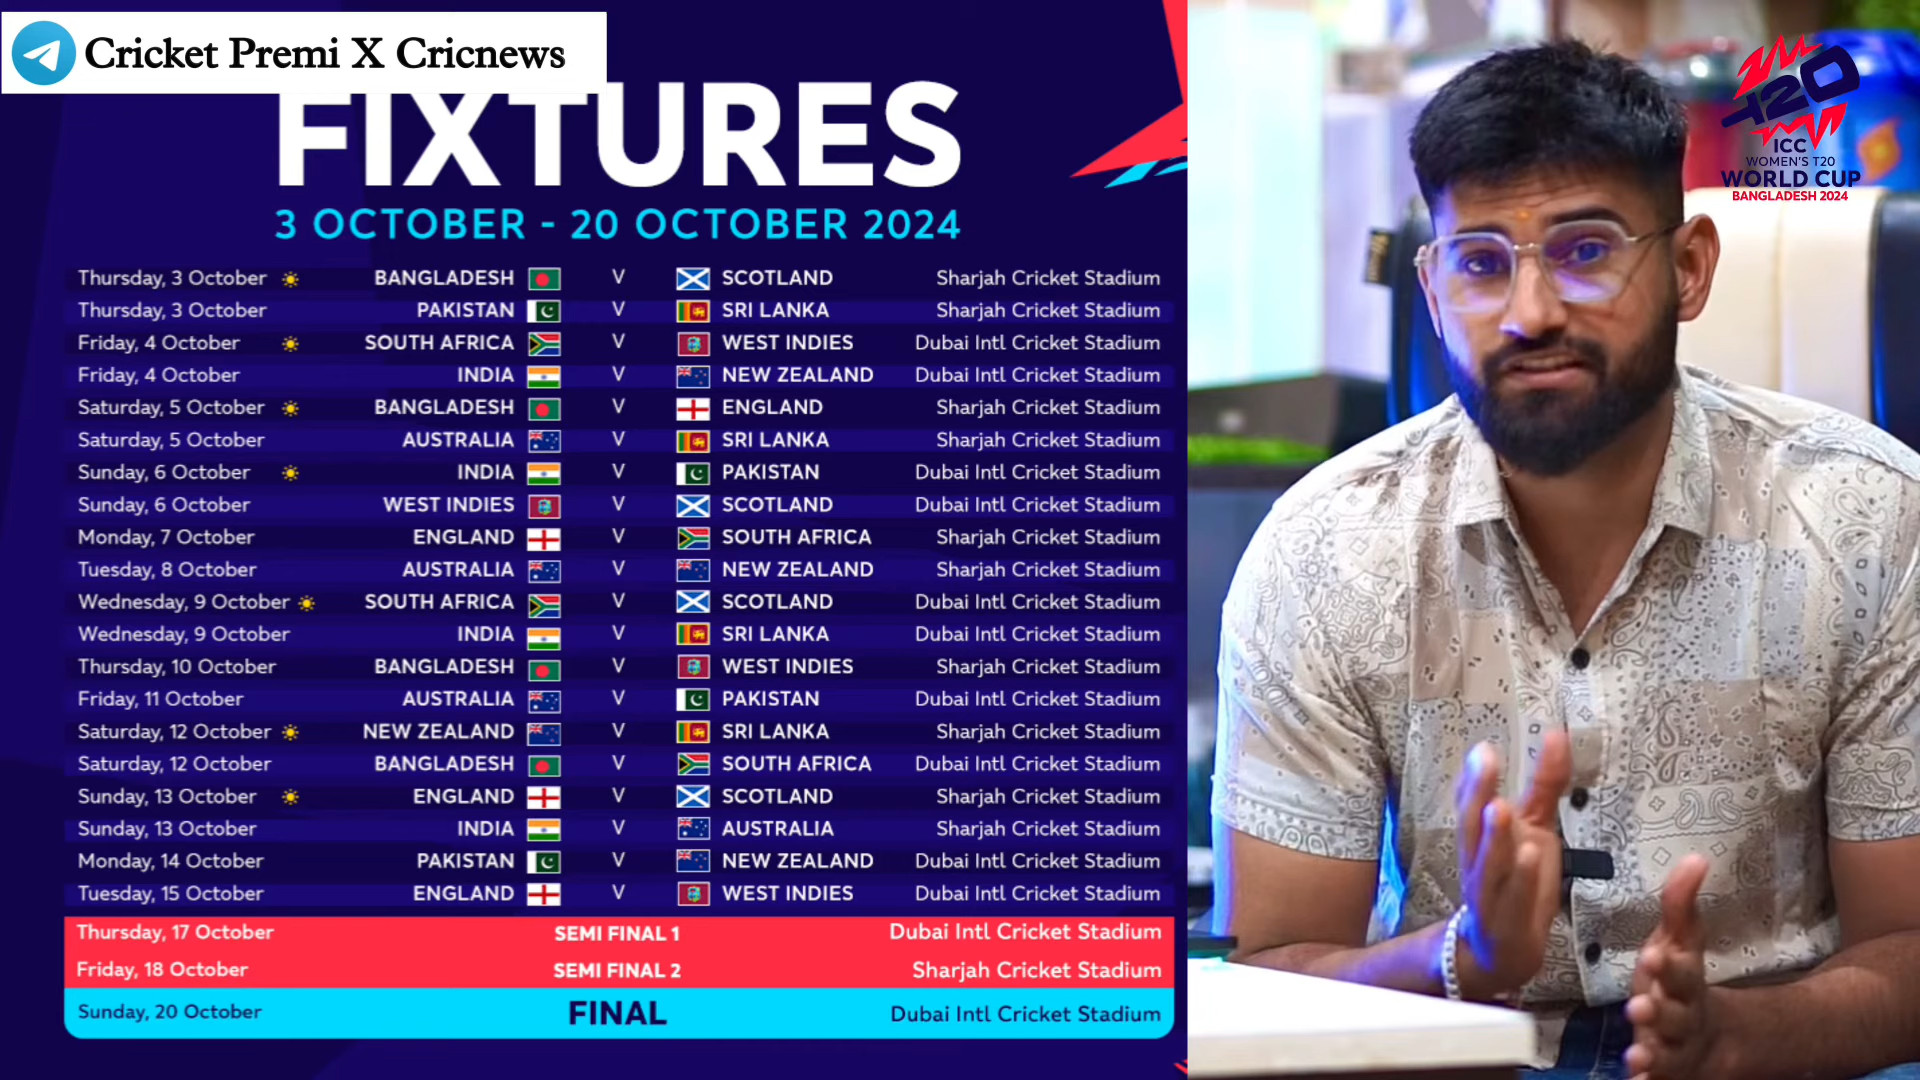 Cricket Premi X Cricnews
FIXTURES
3 OCTOBER - 20 OCTOBER 2024
Thursday, 3 October BANGLADESH V SCOTLAND Sharjah Cricket Stadium
Thursday, 3 October PAKISTAN V SRI LANKA Sharjah Cricket Stadium
Friday, 4 October SOUTH AFRICA V WEST INDIES Dubai Intl Cricket Stadium
Friday, 4 October INDIA V NEW ZEALAND Dubai Intl Cricket Stadium
Saturday, 5 October BANGLADESH V ENGLAND Sharjah Cricket Stadium
Saturday, 5 October AUSTRALIA V SRI LANKA Sharjah Cricket Stadium
Sunday, 6 October INDIA V PAKISTAN Dubai Intl Cricket Stadium
Sunday, 6 October WEST INDIES V SCOTLAND Dubai Intl Cricket Stadium
Monday, 7 October ENGLAND V SOUTH AFRICA Sharjah Cricket Stadium
Tuesday, 8 October AUSTRALIA V NEW ZEALAND Sharjah Cricket Stadium
Wednesday, 9 October SOUTH AFRICA V SCOTLAND Dubai Intl Cricket Stadium
Wednesday, 9 October INDIA V SRI LANKA Dubai Intl Cricket Stadium
Thursday, 10 October BANGLADESH V WEST INDIES Sharjah Cricket Stadium
Friday, 11 October AUSTRALIA V PAKISTAN Dubai Intl Cricket Stadium
Saturday, 12 October NEW ZEALAND V SRI LANKA Sharjah Cricket Stadium
Saturday, 12 October BANGLADESH V SOUTH AFRICA Dubai Intl Cricket Stadium
Sunday, 13 October ENGLAND V SCOTLAND Sharjah Cricket Stadium
Sunday, 13 October INDIA V AUSTRALIA Sharjah Cricket Stadium
Monday, 14 October PAKISTAN V NEW ZEALAND Dubai Intl Cricket Stadium
Tuesday, 15 October ENGLAND V WEST INDIES Dubai Intl Cricket Stadium
Thursday, 17 October SEMI FINAL 1 Dubai Intl Cricket Stadium
Friday, 18 October SEMI FINAL 2 Sharjah Cricket Stadium
Sunday, 20 October FINAL Dubai Intl Cricket Stadium
T20
ICC
WOMEN'S T20
WORLD CUP
BANGLADESH 2024